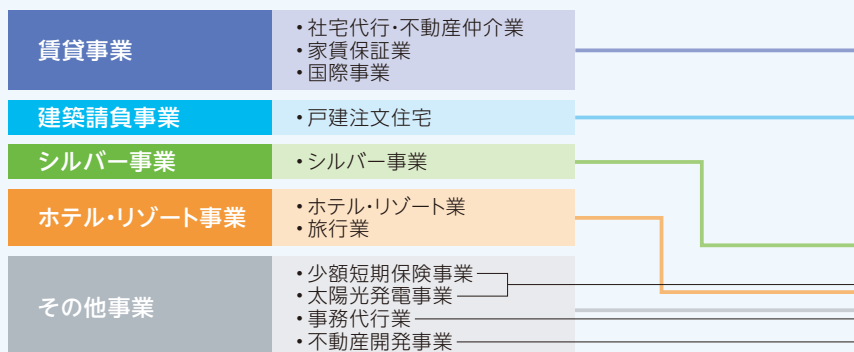 賃貸事業
・社宅代行・不動産仲介業
・家賃保証業
・国際事業
建築請負事業
・戸建注文住宅
シルバー事業
・シルバー事業
ホテル・リゾート事業
・ホテル・リゾート業
・旅行業
その他事業
・少額短期保険事業
・太陽光発電事業
・事務代行業
・不動産開発事業